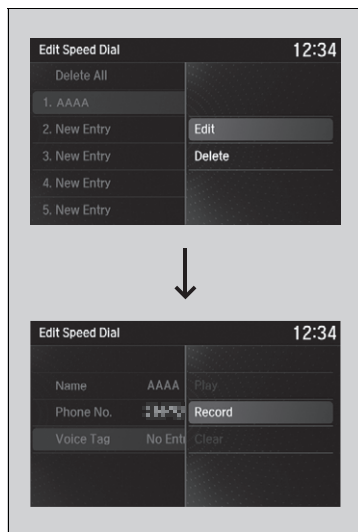 Edit Speed Dial 12:34
Delete All
1. AAAA
2. New Entry Edit
3. New Entry Delete
4. New Entry
5. New Entry
Edit Speed Dial 12:34
Name AAAA Play
Phone No. Record
Voice Tag No Ent Clear